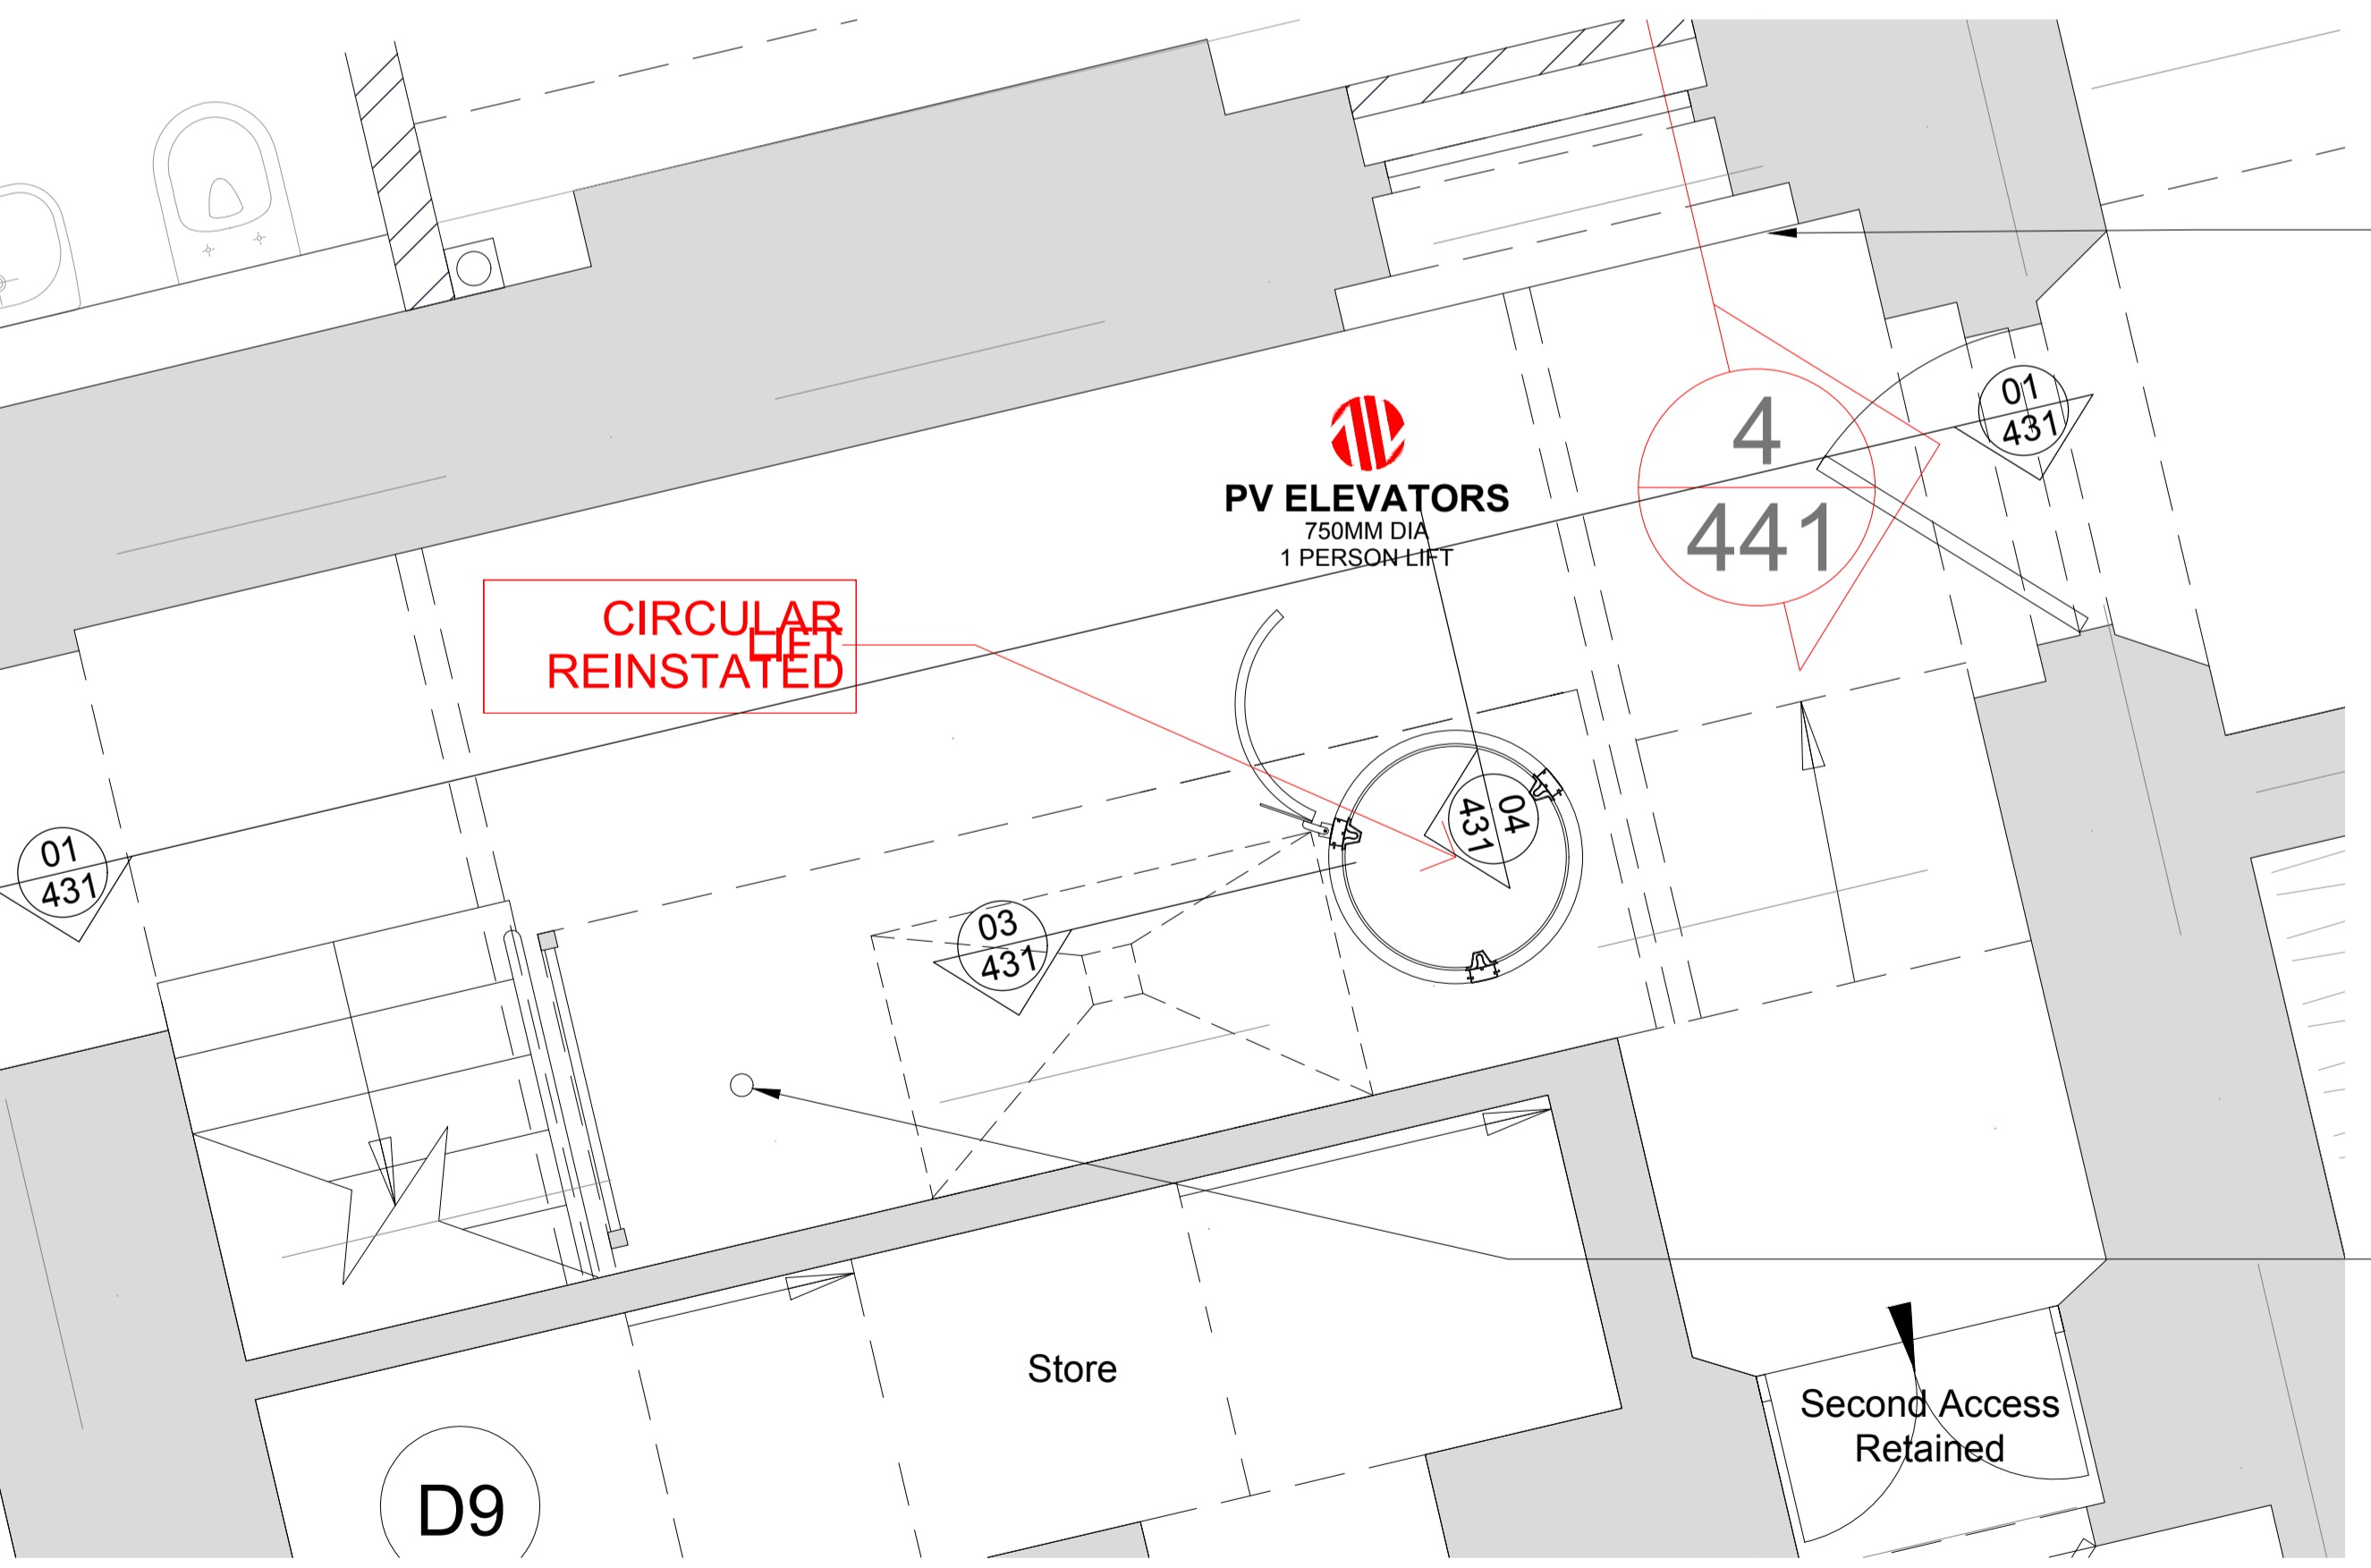 4
441
01
431
PV ELEVATORS
750MM DIA
1 PERSON LIFT
CIRCULAR
LIFT
REINSTATED
04
431
01
431
03
431
Store
Second Access
Retained
D9